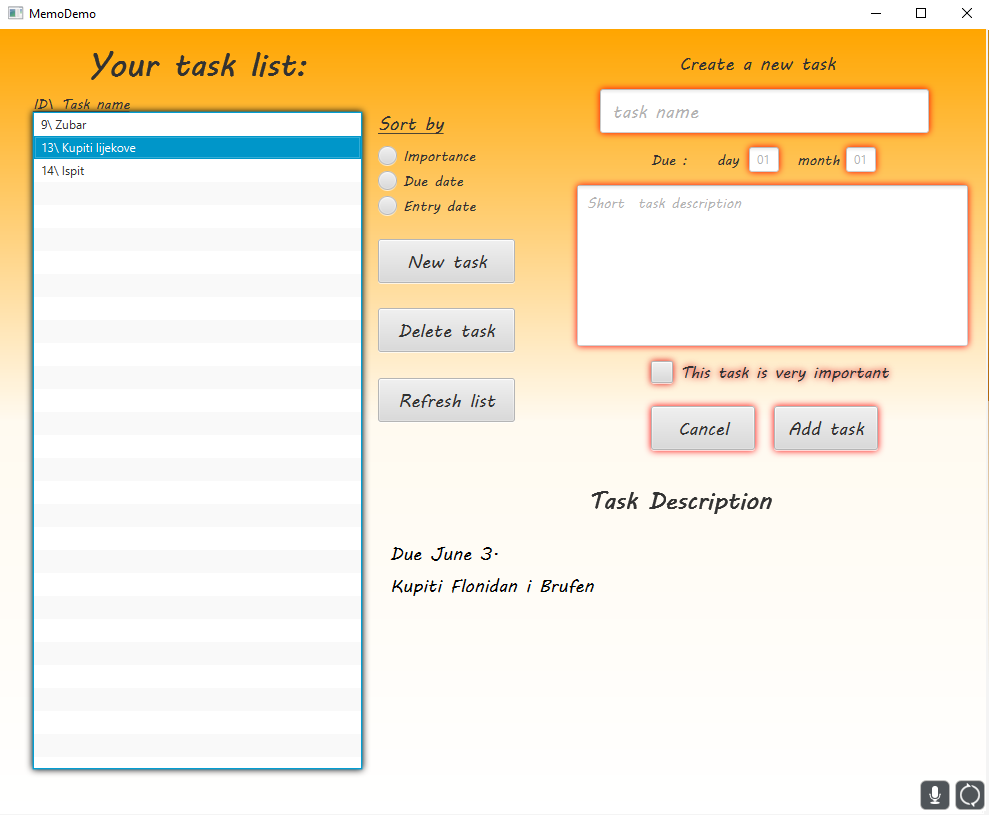 MemoDemo
Your task list:
ID\ Task name
9\ Zubar
13\ Kupiti lijekove
14\ Ispit
Sort by
Importance
Due date
Entry date
New task
Delete task
Refresh list
Create a new task
task name
Due : day 01 month 01
Short task description
This task is very important
Cancel Add task
Task Description
Due June 3.
Kupiti Flonidan i Brufen